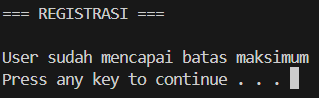 === REGISTRASI ===
User sudah mencapai batas maksimum
Press any key to continue . . .